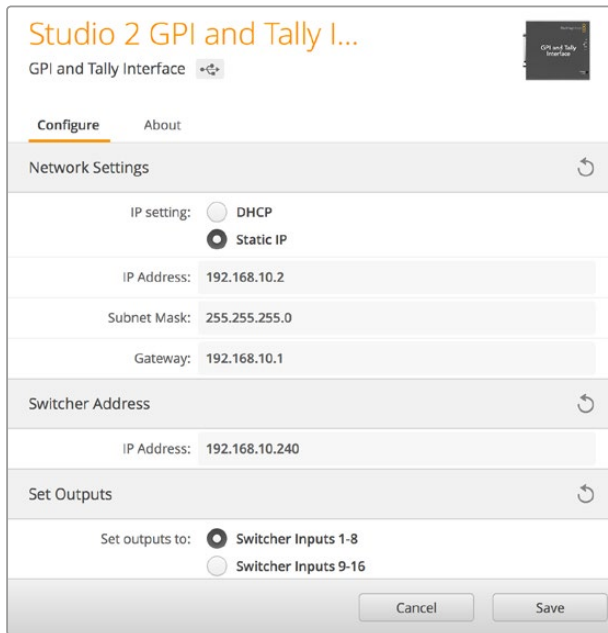 Studio 2 GPI and Tally I...
GPI and Tally Interface
GPI and Tally
Interface
Configure About
Network Settings
IP setting: DHCP
Static IP
IP Address: 192.168.10.2
Subnet Mask: 255.255.255.0
Gateway: 192.168.10.1
Switcher Address
IP Address: 192.168.10.240
Set Outputs
Set outputs to: Switcher Inputs 1-8
Switcher Inputs 9-16
Cancel Save